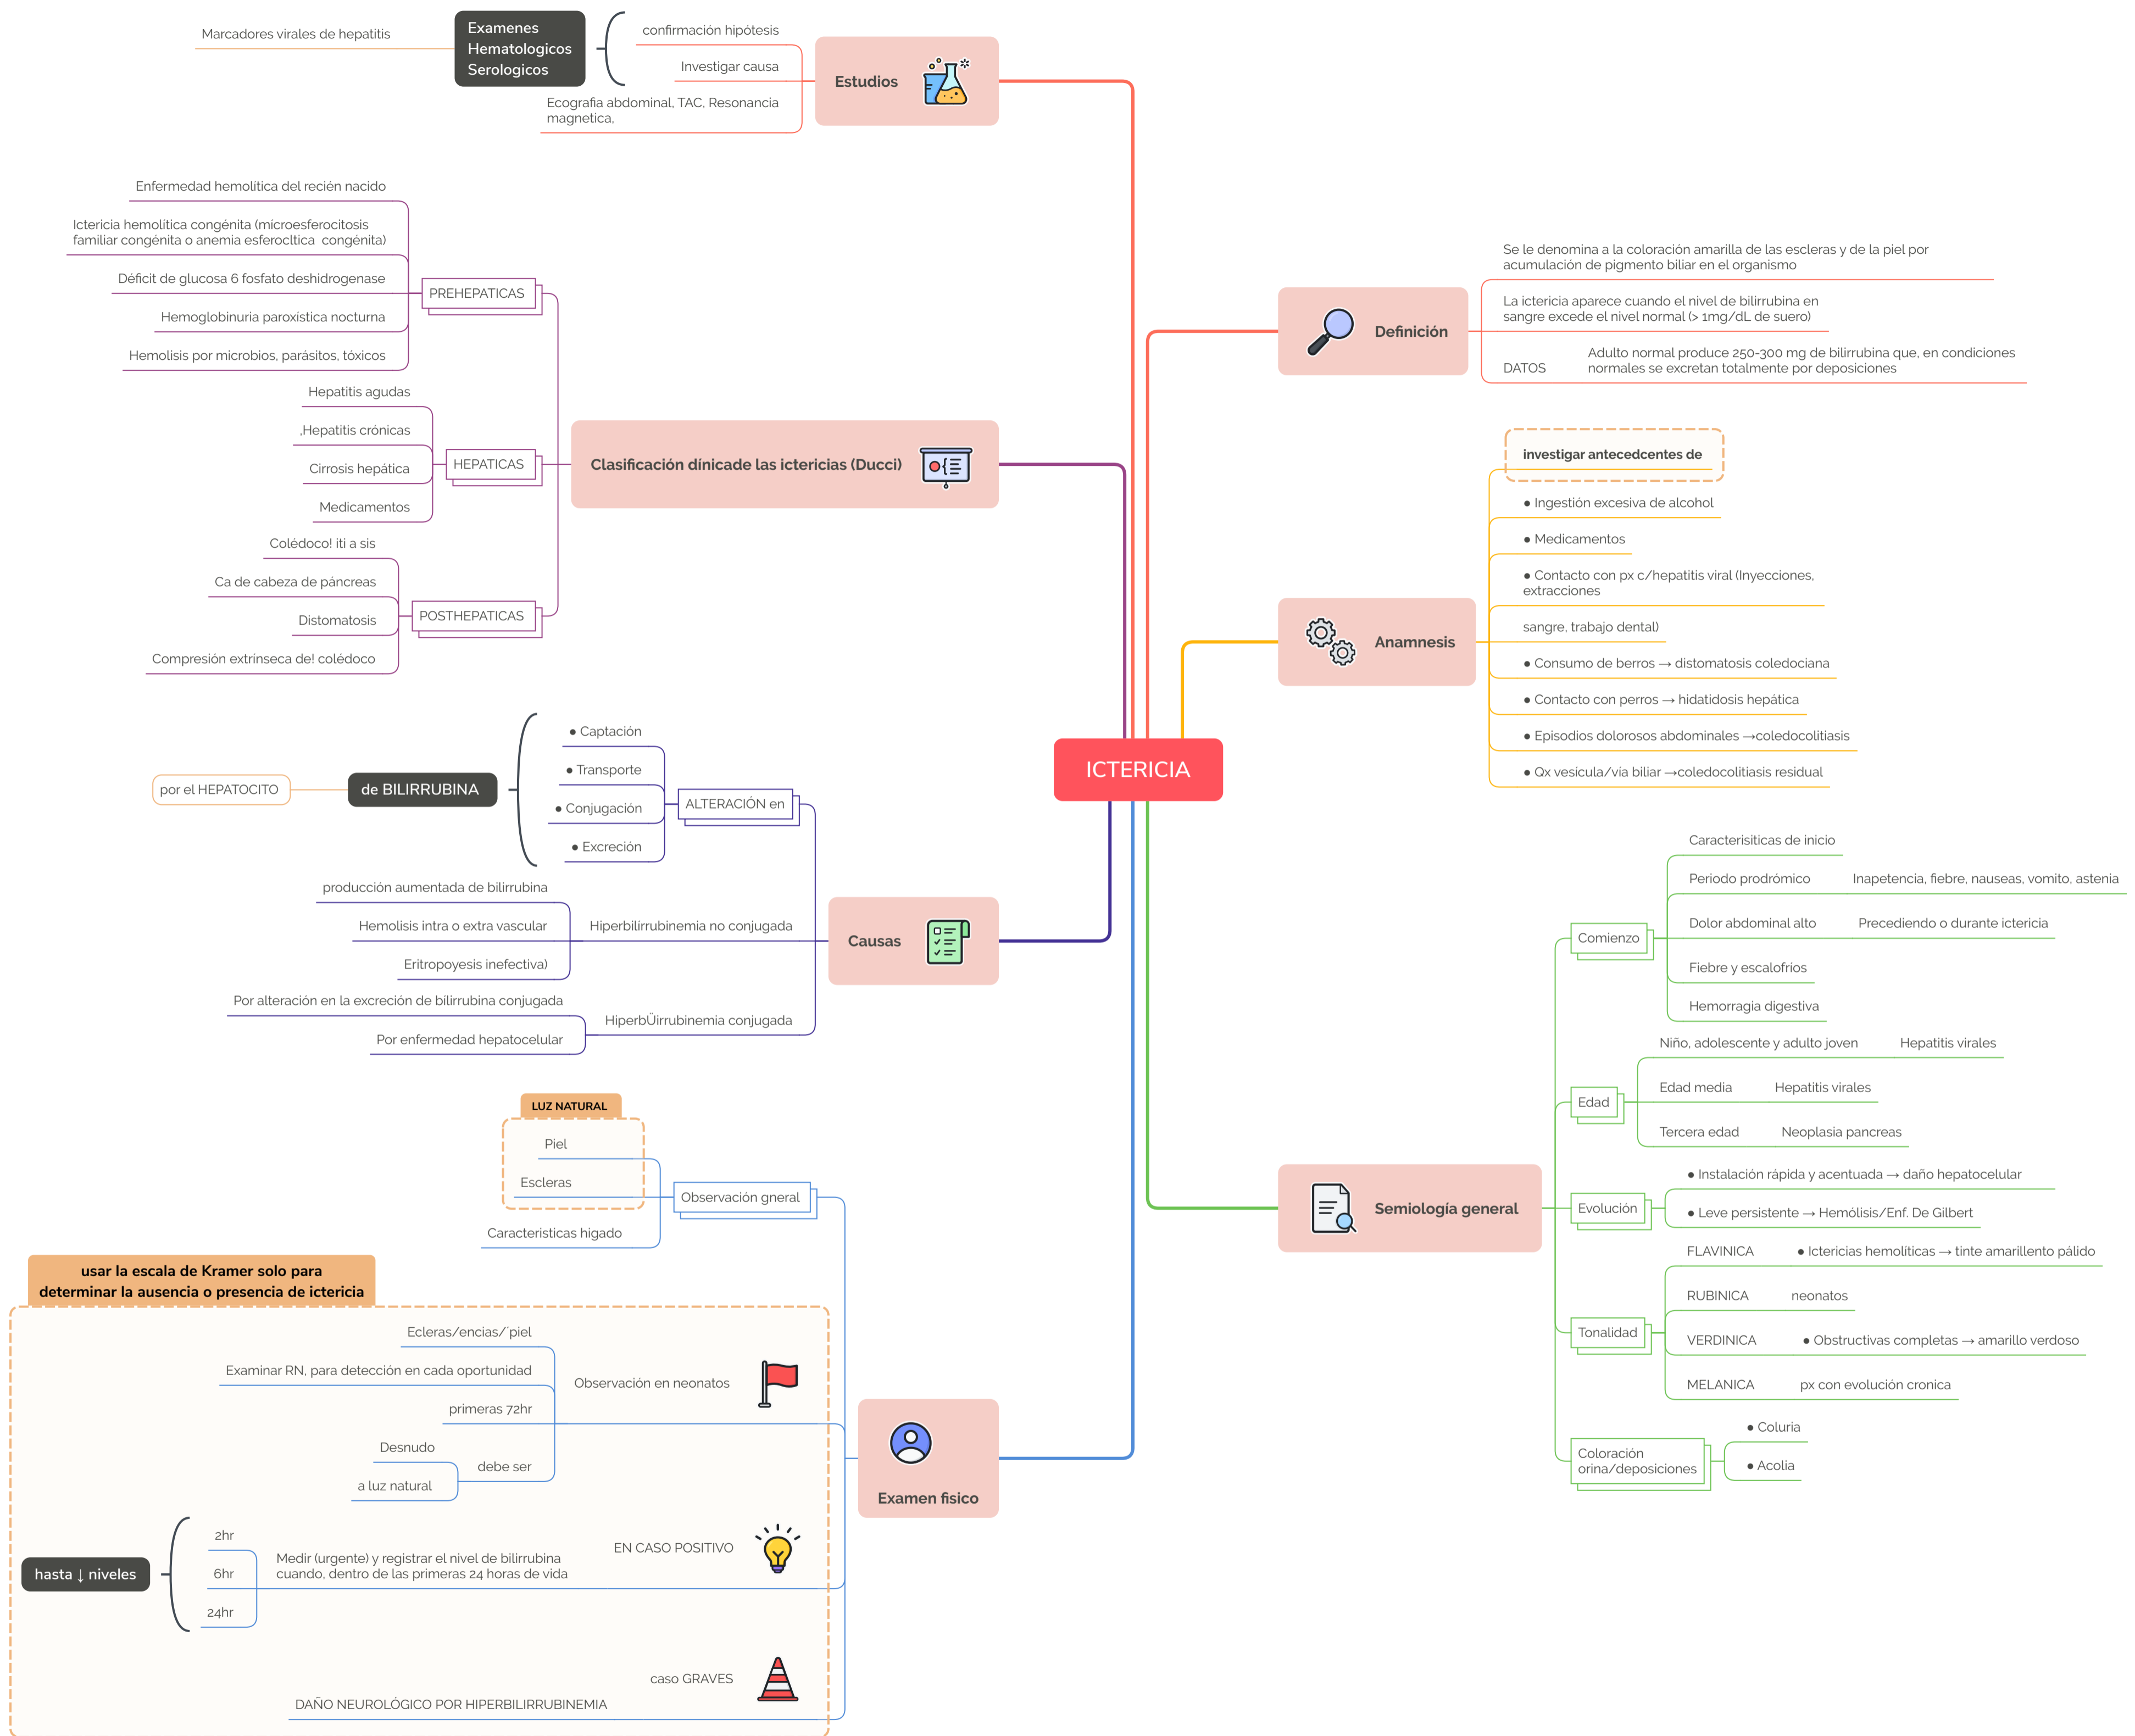 ICTERICIA
Definición
Se le denomina a la coloración amarilla de las escleras y de la piel por
acumulación de pigmento biliar en el organismo
La ictericia aparece cuando el nivel de bilirrubina en
sangre excede el nivel normal (> 1mg/dL de suero)
DATOS
Adulto normal produce 250-300 mg de bilirrubina que, en condiciones
normales se excretan totalmente por deposiciones
Anamnesis
investigar antecedcentes de
● Ingestión excesiva de alcohol
● Medicamentos
● Contacto con px c/hepatitis viral (Inyecciones,
extracciones
sangre, trabajo dental)
● Consumo de berros → distomatosis coledociana
● Contacto con perros → hidatidosis hepática
● Episodios dolorosos abdominales →coledocolitiasis
● Qx vesicula/via biliar →coledocolitiasis residual
Semiología general
Comienzo
Caracterisiticas de inicio
Periodo prodrómico
Inapetencia, fiebre, nauseas, vomito, astenia
Dolor abdominal alto
Precediendo o durante ictericia
Fiebre y escalofrios
Hemorragia digestiva
Edad
Niño, adolescente y adulto joven
Hepatitis virales
Edad media
Hepatitis virales
Tercera edad
Neoplasia pancreas
Evolución
● Instalación rápida y acentuada → daño hepatocelular
● Leve persistente → Hemólisis/Enf. De Gilbert
Tonalidad
FLAVINICA
● Ictericias hemolíticas → tinte amarillento pálido
RUBINICA
neonatos
VERDINICA
● Obstructivas completas → amarillo verdoso
MELANICA
px con evolución cronica
Coloración
orina/deposiciones
● Coluria
● Acolia
Estudios
confirmación hipótesis
Investigar causa
Ecografia abdominal, TAC, Resonancia
magnetica,
Examenes
Hematologicos
Serologicos
Marcadores virales de hepatitis
Clasificación dínicade las ictericias (Ducci)
PREHEPATICAS
Enfermedad hemolítica del recién nacido
Ictericia hemolítica congénita (microesferocitosis
familiar congénita o anemia esferocltica congénita)
Déficit de glucosa 6 fosfato deshidrogenase
Hemoglobinuria paroxística nocturna
Hemolisis por microbios, parásitos, tóxicos
HEPATICAS
Hepatitis agudas
,Hepatitis crónicas
Cirrosis hepática
Medicamentos
POSTHEPATICAS
Colédoco! iti a sis
Ca de cabeza de páncreas
Distomatosis
Compresión extrínseca de! colédoco
Causas
ALTERACIÓN en
● Captación
● Transporte
● Conjugación
● Excreción
de BILIRRUBINA
por el HEPATOCITO
Hiperbilirrubinemia no conjugada
producción aumentada de bilirrubina
Hemolisis intra o extra vascular
Eritropoyesis inefectiva)
HiperbÜirrubinemia conjugada
Por alteración en la excreción de bilirrubina conjugada
Por enfermedad hepatocelular
Examen fisico
Observación gneral
LUZ NATURAL
Piel
Escleras
Caracteristicas higado
usar la escala de Kramer solo para
determinar la ausencia o presencia de ictericia
Observación en neonatos
Ecleras/encias/´piel
Examinar RN, para detección en cada oportunidad
primeras 72hr
debe ser
Desnudo
a luz natural
EN CASO POSITIVO
Medir (urgente) y registrar el nivel de bilirrubina
cuando, dentro de las primeras 24 horas de vida
2hr
6hr
24hr
hasta ↓ niveles
caso GRAVES
DAÑO NEUROLÓGICO POR HIPERBILIRRUBINEMIA